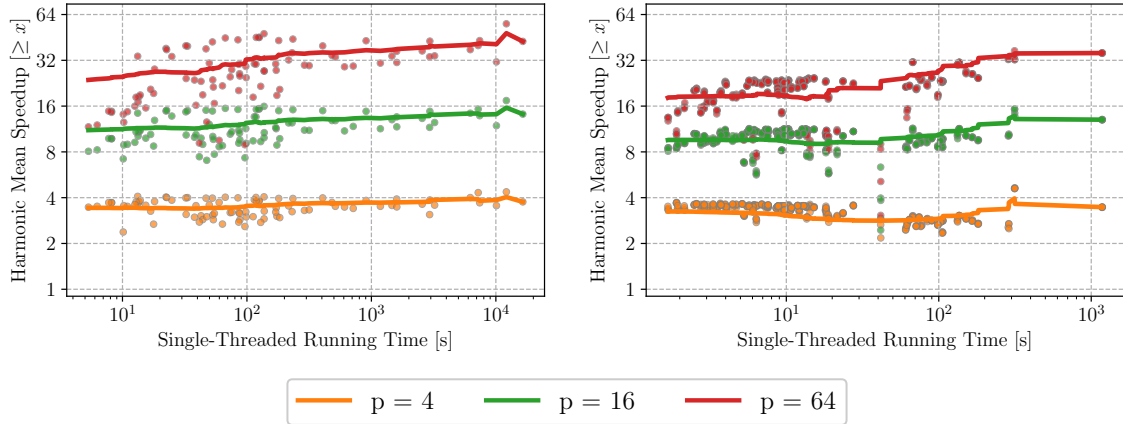 64
32
16
8
4
2
1
Harmonic Mean Speedup [≥ x]
10¹ 10² 10³ 10⁴
Single-Threaded Running Time [s]
64
32
16
8
4
2
1
Harmonic Mean Speedup [≥ x]
10¹ 10² 10³
Single-Threaded Running Time [s]
p = 4 p = 16 p = 64